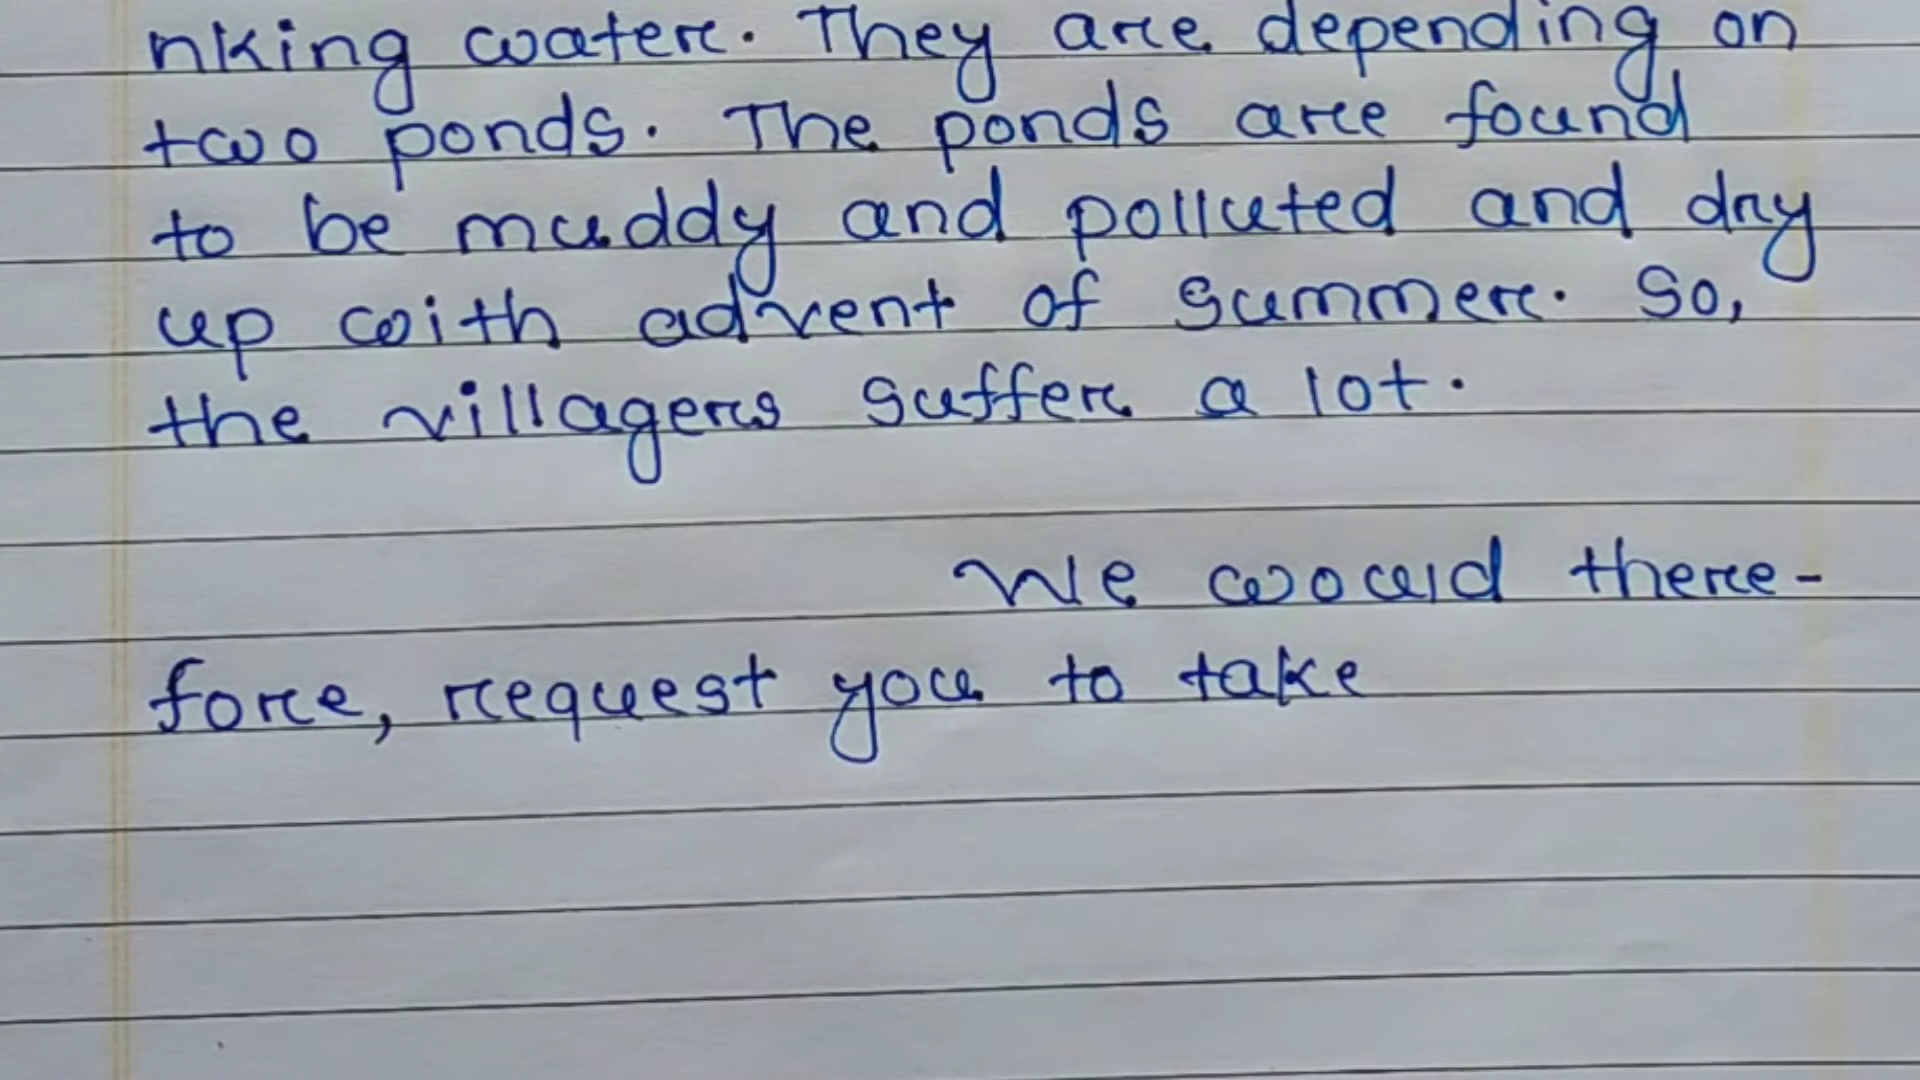 nking water. They are depending on
two ponds. The ponds are found
to be muddy and polluted and dry
up with advent of summer. So,
the villagers suffer a lot.
We would there-
fore, request you to take